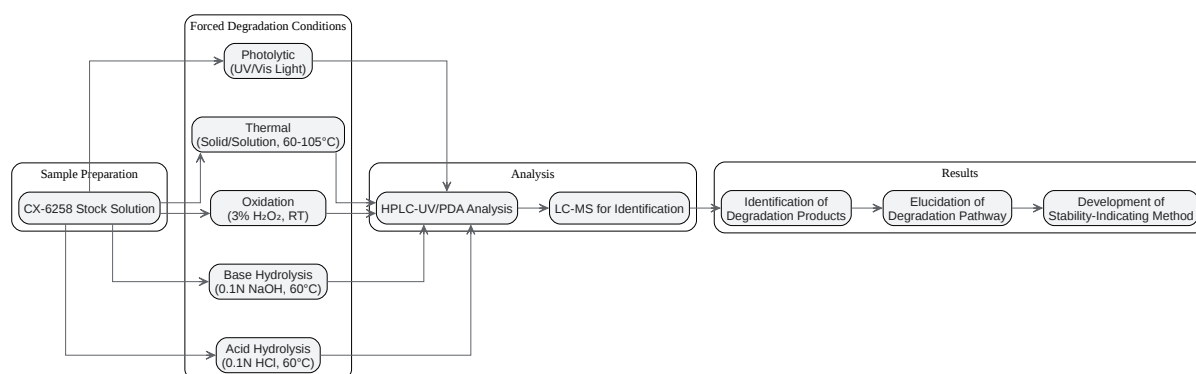 Forced Degradation Conditions
Photolytic
(UV/Vis Light)
Thermal
(Solid/Solution, 60-105°C)
Sample Preparation
CX-6258 Stock Solution
Oxidation
(3% H₂O₂, RT)
Base Hydrolysis
(0.1N NaOH, 60°C)
Acid Hydrolysis
(0.1N HCl, 60°C)
Analysis
HPLC-UV/PDA Analysis
LC-MS for Identification
Results
Identification of
Degradation Products
Elucidation of
Degradation Pathway
Development of
Stability-Indicating Method